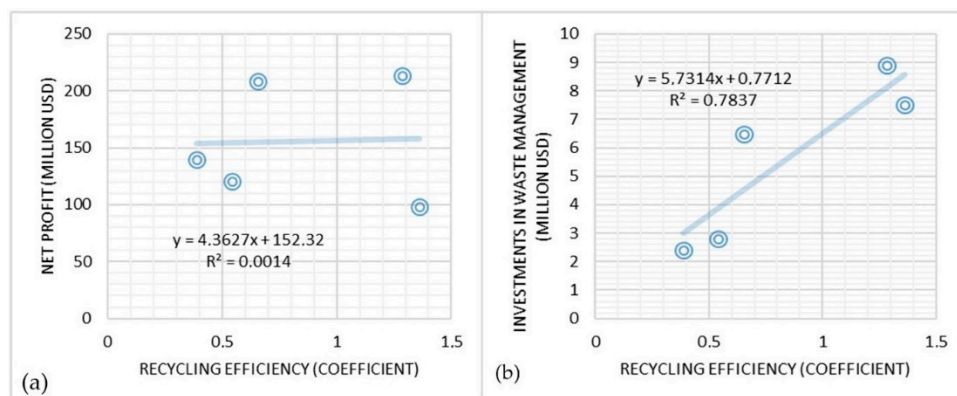 250
200
150
100
50
0
NET PROFIT (MILLION USD)
y = 4.3627x + 152.32
R² = 0.0014
0 0.5 1 1.5
RECYCLING EFFICIENCY (COEFFICIENT)
(a)
10
9
8
7
6
5
4
3
2
1
0
INVESTMENTS IN WASTE MANAGEMENT
(MILLION USD)
y = 5.7314x + 0.7712
R² = 0.7837
0 0.5 1 1.5
RECYCLING EFFICIENCY (COEFFICIENT)
(b)